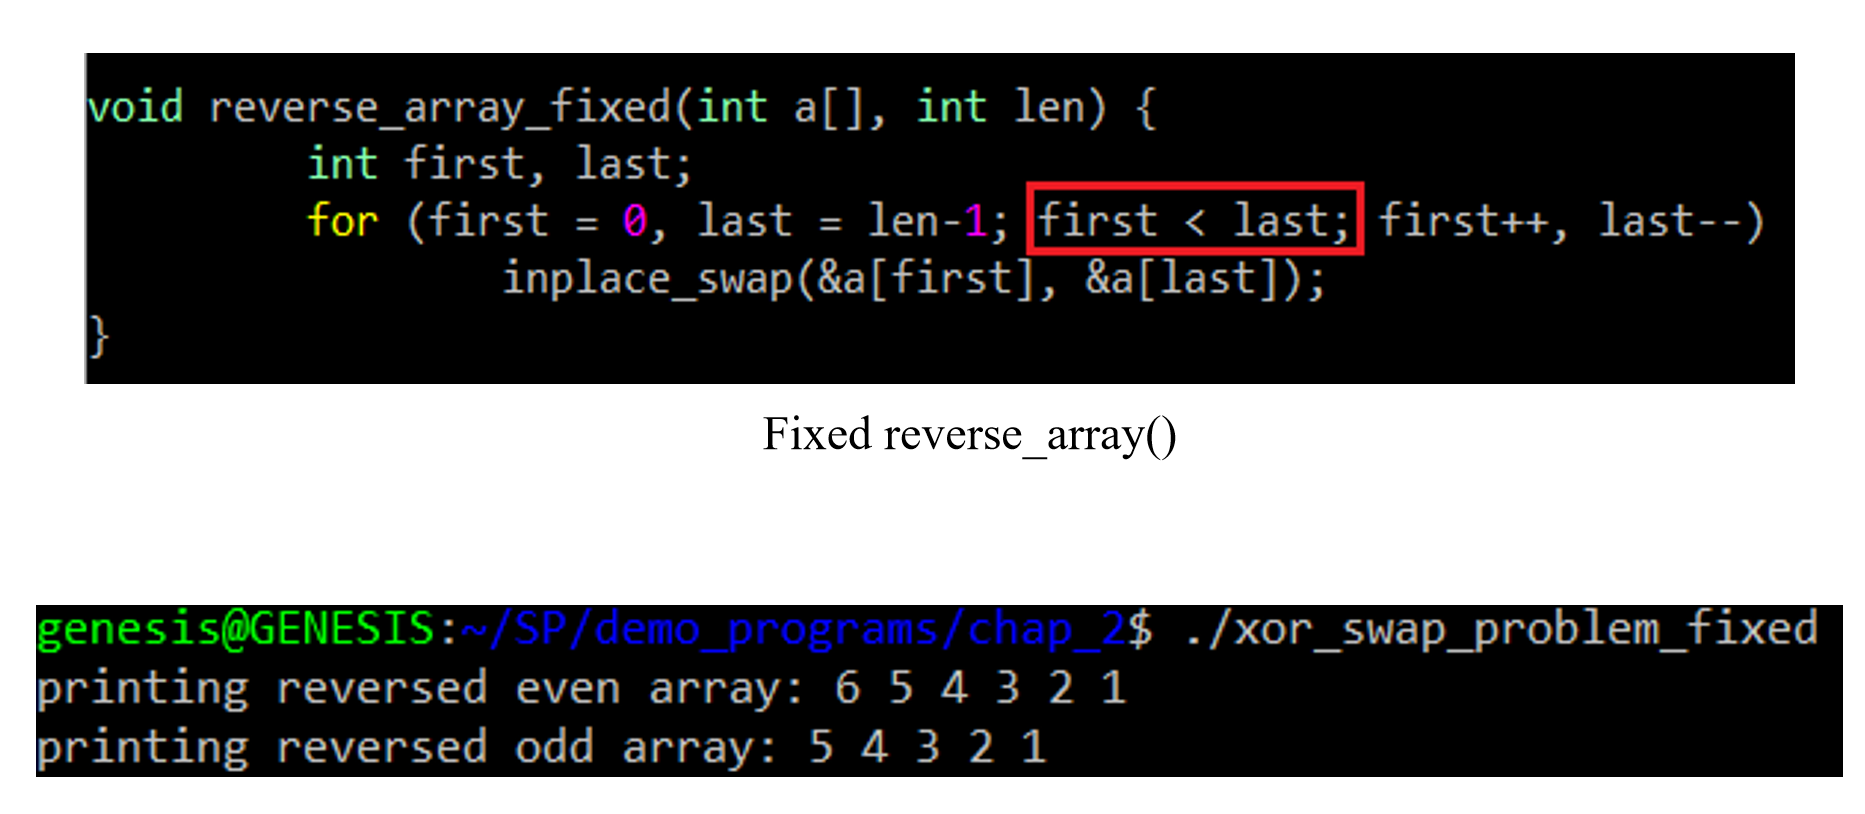 void reverse_array_fixed(int a[], int len) {
int first, last;
for (first = 0, last = len-1; first < last; first++, last--)
inplace_swap(&a[first], &a[last]);
}
Fixed reverse_array()
genesis@GENESIS:~/SP/demo_programs/chap_2$ ./xor_swap_problem_fixed
printing reversed even array: 6 5 4 3 2 1
printing reversed odd array: 5 4 3 2 1